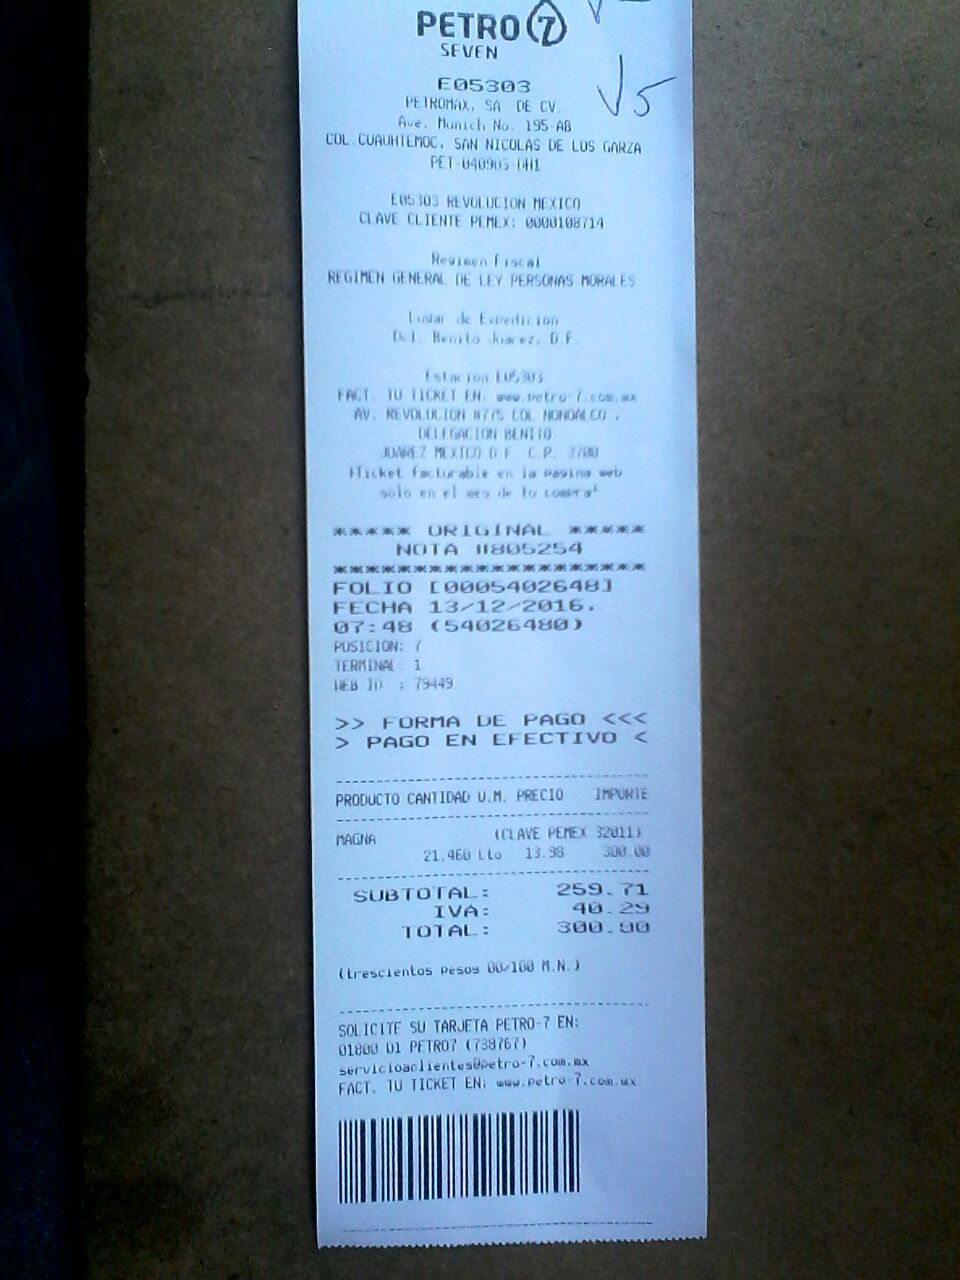 PETRO 7
SEVEN
V5
E05303
PETROMAX, SA DE CV.
Ave. Munich No. 195-AB
COL.CUAUHTEMOC, SAN NICOLAS DE LOS GARZA
E05303 REVOLUCION MEXICO
CLAVE CLIENTE PEMEX: 0000108714
Regimen Fiscal
REGIMEN GENERAL DE LEY PERSONAS MORALES
Lugar de Expedicion
Del. Benito Juarez, D.F.
Estacion E05303
FACT. TU TICKET EN: www.petro-7.com.mx
AV. REVOLUCION #775 COL NONOALCO ,
DELEGACION BENITO
JUAREZ MEXICO D.F C.P. 3700
*Ticket facturable en la pagina web
solo en el mes de tu compra*
***** ORIGINAL *****
NOTA #805254
*********************
FOLIO [0005402648]
FECHA 13/12/2016,
07:48 (54026480)
POSICION: 7
TERMINAL : 1
WEB ID : 79449
>> FORMA DE PAGO <<<
> PAGO EN EFECTIVO <
PRODUCTO CANTIDAD U.M. PRECIO IMPORTE
MAGNA (CLAVE PEMEX 32011)
21.460 Lto 13.98 300.00
SUBTOTAL: 259.71
IVA: 40.29
TOTAL: 300.00
(trescientos Pesos 00/100 M.N.)
SOLICITE SU TARJETA PETRO-7 EN:
01800 01 PETRO7 (738767)
servicioaclientes@petro-7.com.mx
FACT. TU TICKET EN: www.petro-7.com.mx